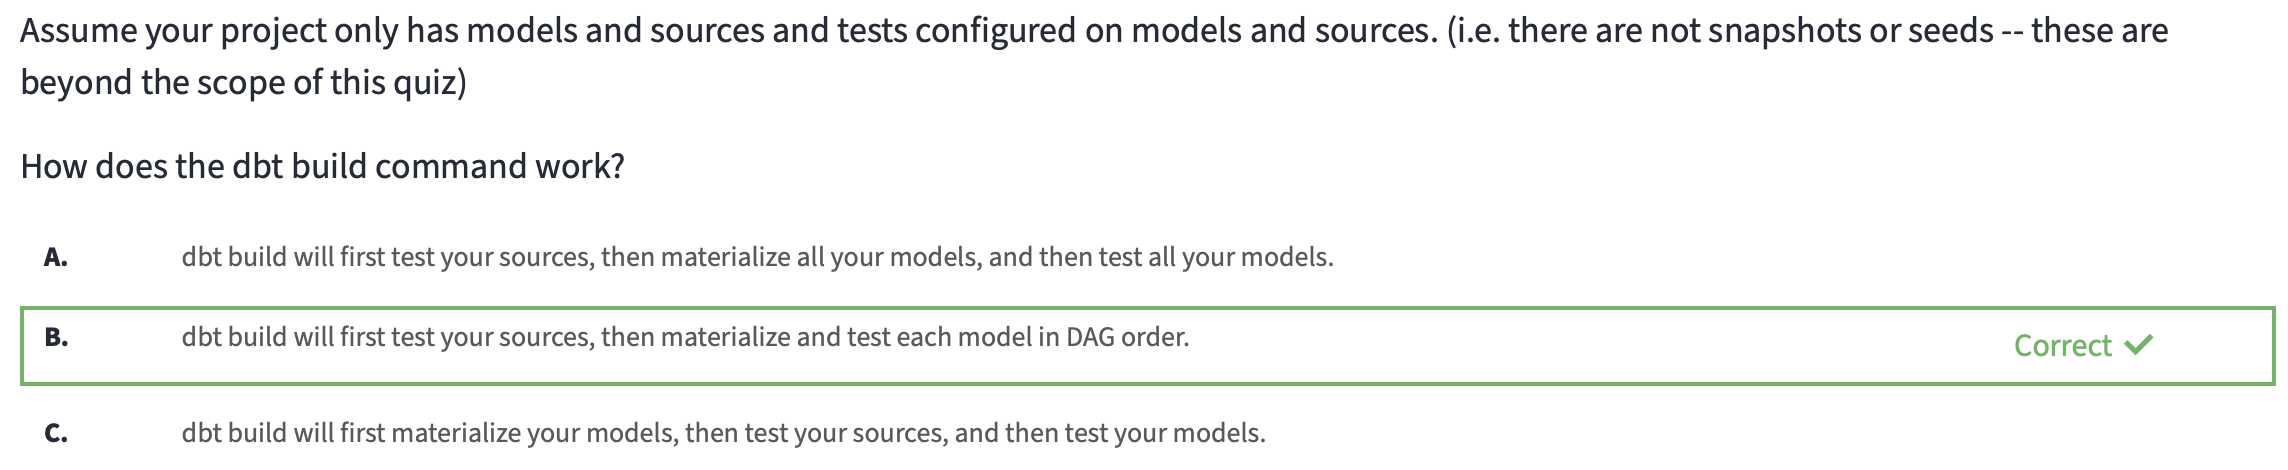 Assume your project only has models and sources and tests configured on models and sources. (i.e. there are not snapshots or seeds -- these are
beyond the scope of this quiz)
How does the dbt build command work?
A. dbt build will first test your sources, then materialize all your models, and then test all your models.
B. dbt build will first test your sources, then materialize and test each model in DAG order. Correct ✓
C. dbt build will first materialize your models, then test your sources, and then test your models.